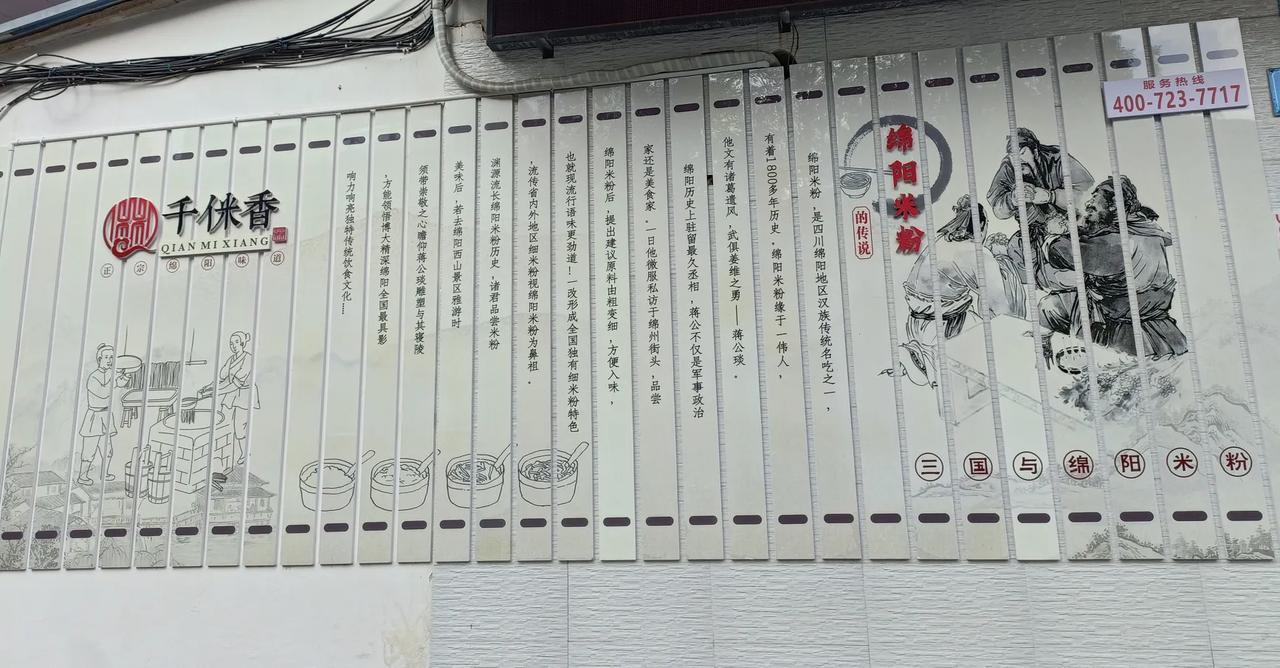 服务热线
400-723-7717
绵阳米粉
的传说
三国与绵阳米粉
绵阳米粉，是四川绵阳地区汉族传统名吃之一，
有着1800多年历史。绵阳米粉缘于一伟人，
他文有诸葛遗风，武俱姜维之勇——蒋公琰。
绵阳历史上驻留最久丞相，蒋公不仅是军事政治
家还是美食家。一日他微服私访于绵州街头，品尝
绵阳米粉后，提出建议原料由粗变细，方便入味，
也就现流行语味更劲道！一改形成全国独有细米粉特色
，流传省内外地区细米粉视绵阳米粉为鼻祖。
渊源流长绵阳米粉历史，诸君品尝米粉
美味后，若去绵阳西山景区雅游时
须带崇敬之心瞻仰蒋公琰雕塑与其寝陵
，方能领悟博大精深绵阳全国最具影
响力响亮独特传统饮食文化……
千侎香
QIAN MI XIANG
正宗绵阳味道